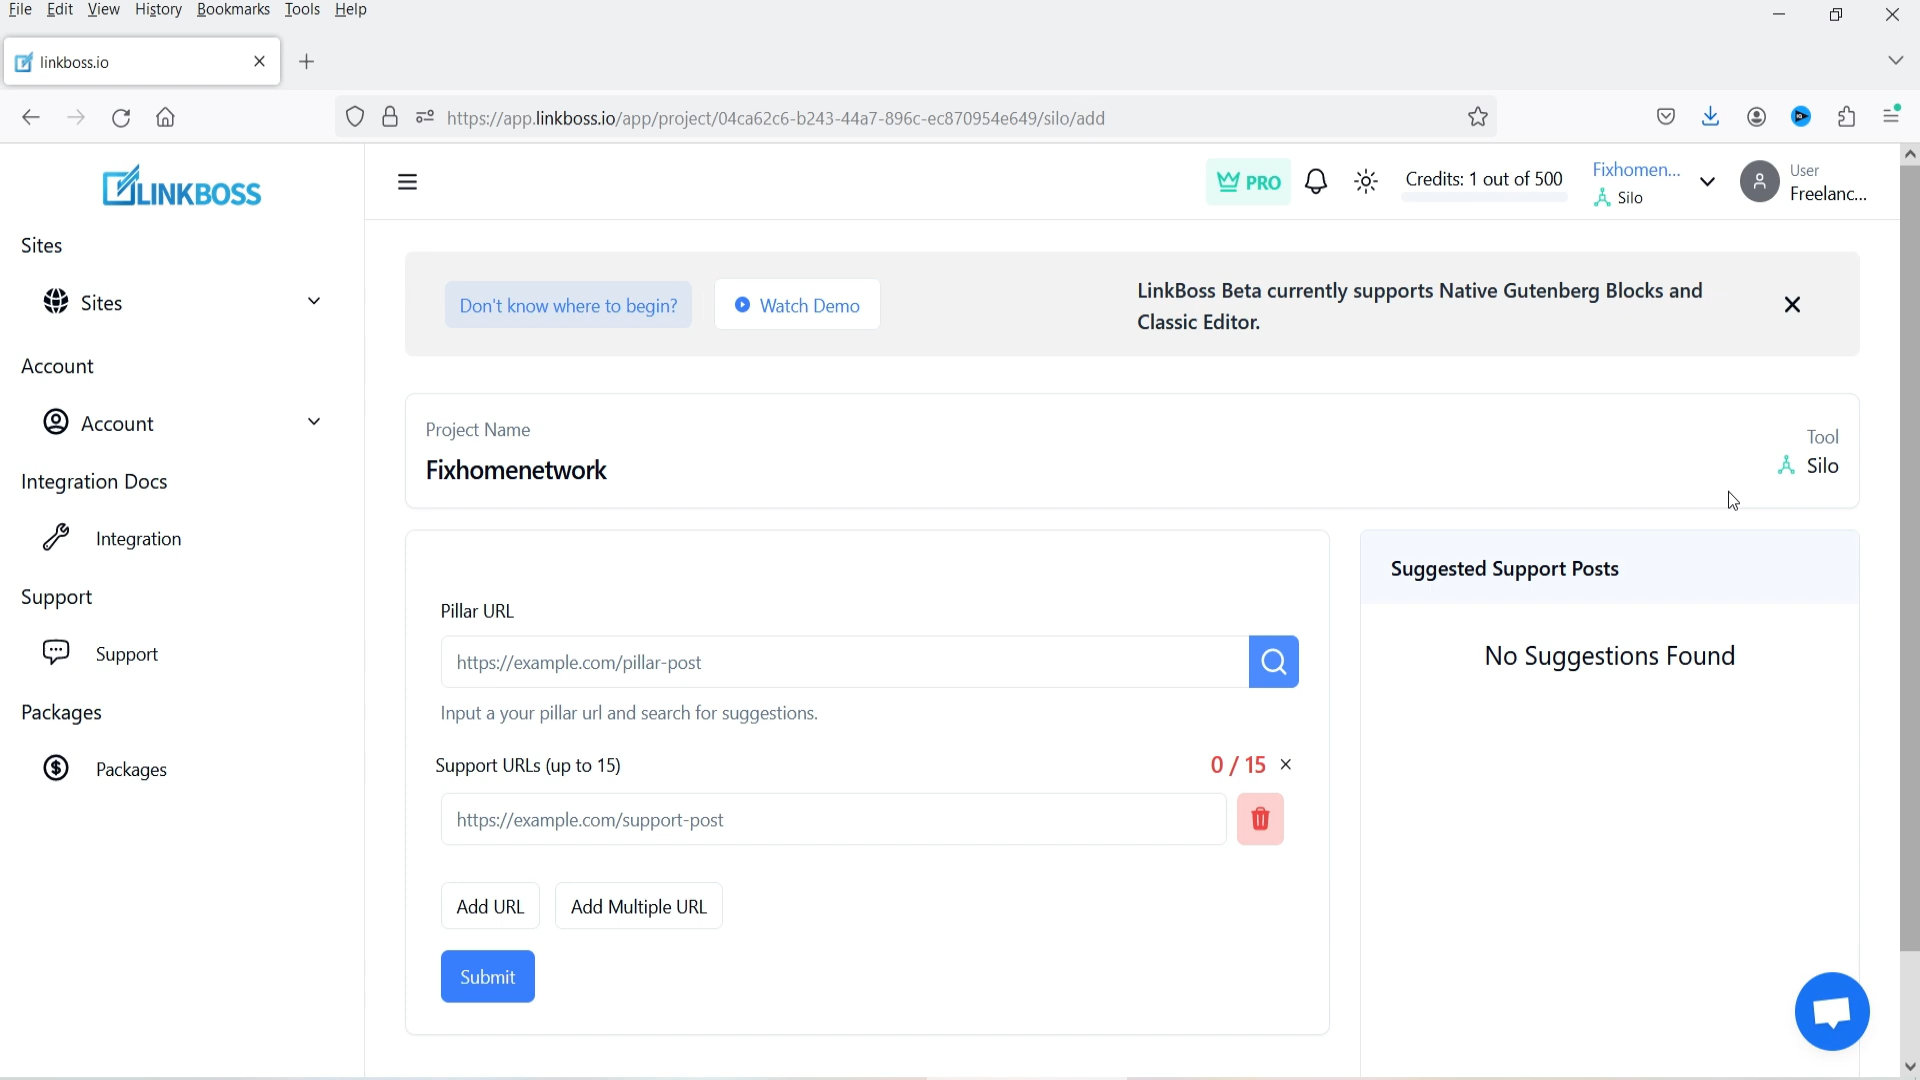 File Edit View History Bookmarks Tools Help
linkboss.io
https://app.linkboss.io/app/project/04ca62c6-b243-44a7-896c-ec870954e649/silo/add
LINKBOSS
PRO
Credits: 1 out of 500
Fixhomen...
Silo
User
Freelanc...
Sites
Sites
Account
Account
Integration Docs
Integration
Support
Support
Packages
Packages
Don't know where to begin?
Watch Demo
LinkBoss Beta currently supports Native Gutenberg Blocks and
Classic Editor.
Project Name
Fixhomenetwork
Tool
Silo
Pillar URL
https://example.com/pillar-post
Input a your pillar url and search for suggestions.
Support URLs (up to 15)
0 / 15
https://example.com/support-post
Add URL
Add Multiple URL
Submit
Suggested Support Posts
No Suggestions Found